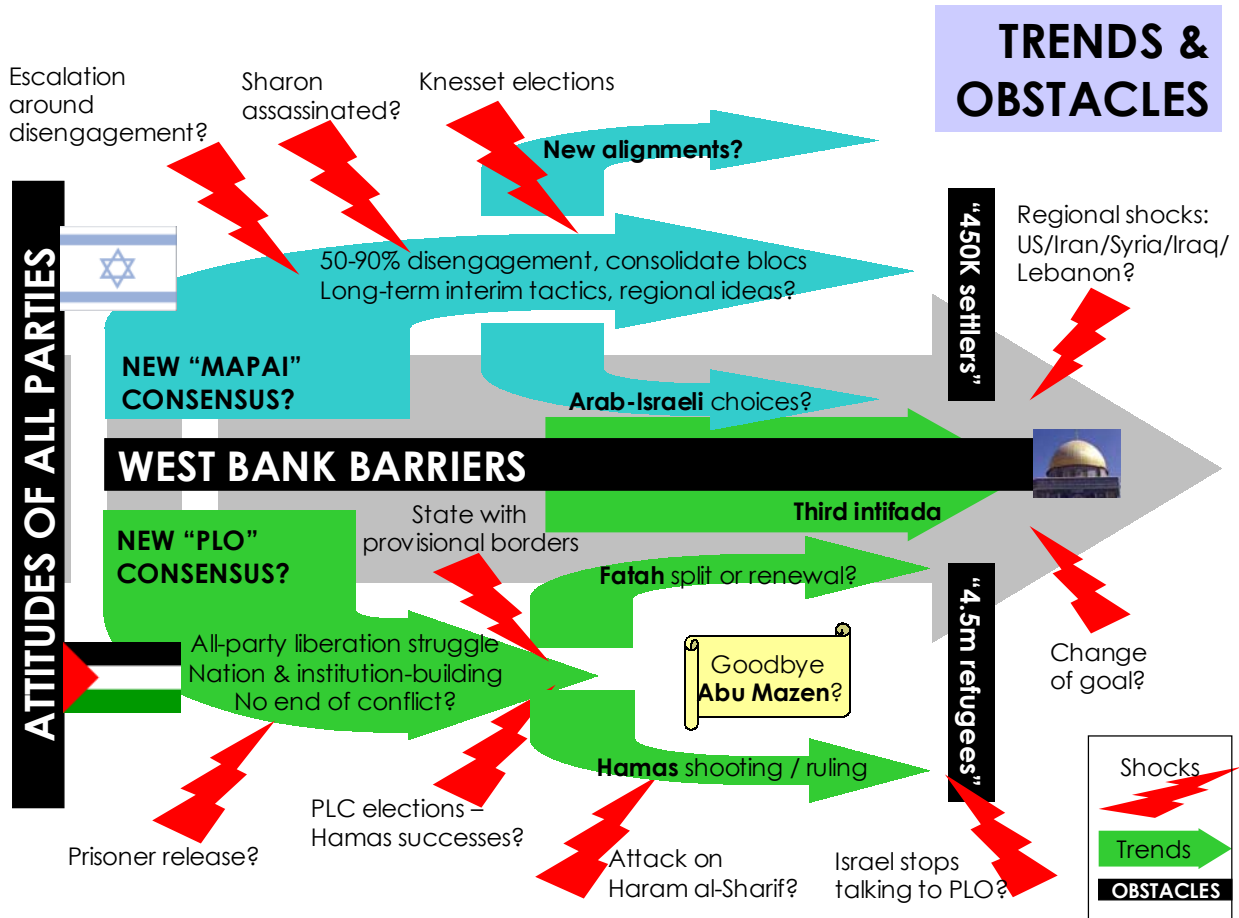 TRENDS &
OBSTACLES
Escalation
around
disengagement?
Sharon
assassinated?
Knesset elections
New alignments?
ATTITUDES OF ALL PARTIES
50-90% disengagement, consolidate blocs
Long-term interim tactics, regional ideas?
“450K settlers”
Regional shocks:
US/Iran/Syria/Iraq/
Lebanon?
NEW “MAPAI”
CONSENSUS?
Arab-Israeli choices?
WEST BANK BARRIERS
State with
provisional borders
Third intifada
NEW “PLO”
CONSENSUS?
Fatah split or renewal?
“4.5m refugees”
All-party liberation struggle
Nation & institution-building
No end of conflict?
Goodbye
Abu Mazen?
Change
of goal?
Hamas shooting / ruling
Prisoner release?
PLC elections –
Hamas successes?
Attack on
Haram al-Sharif?
Israel stops
talking to PLO?
Shocks
Trends
OBSTACLES